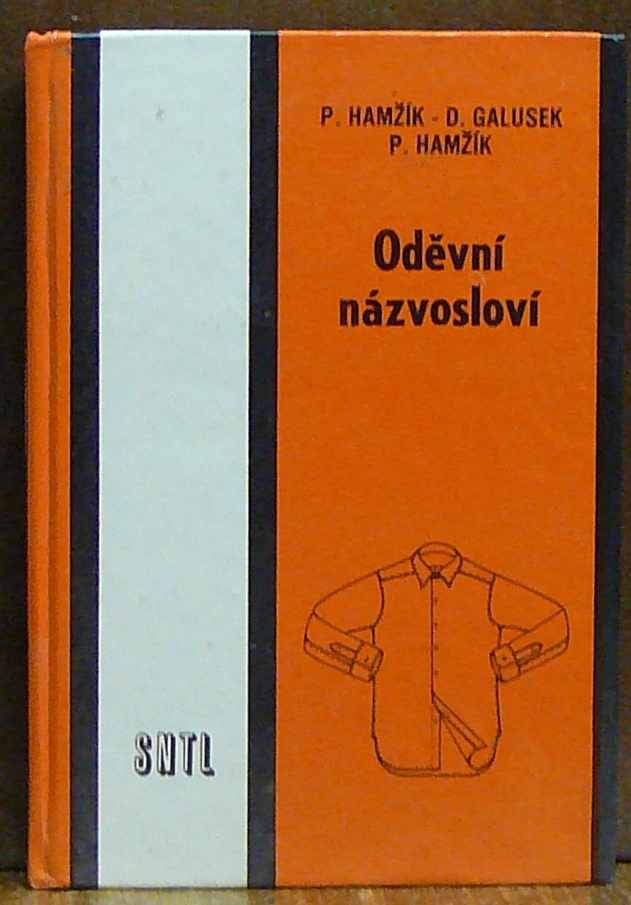 P. HAMŽÍK - D. GALUSEK
P. HAMŽÍK
Oděvní
názvosloví
SNTL